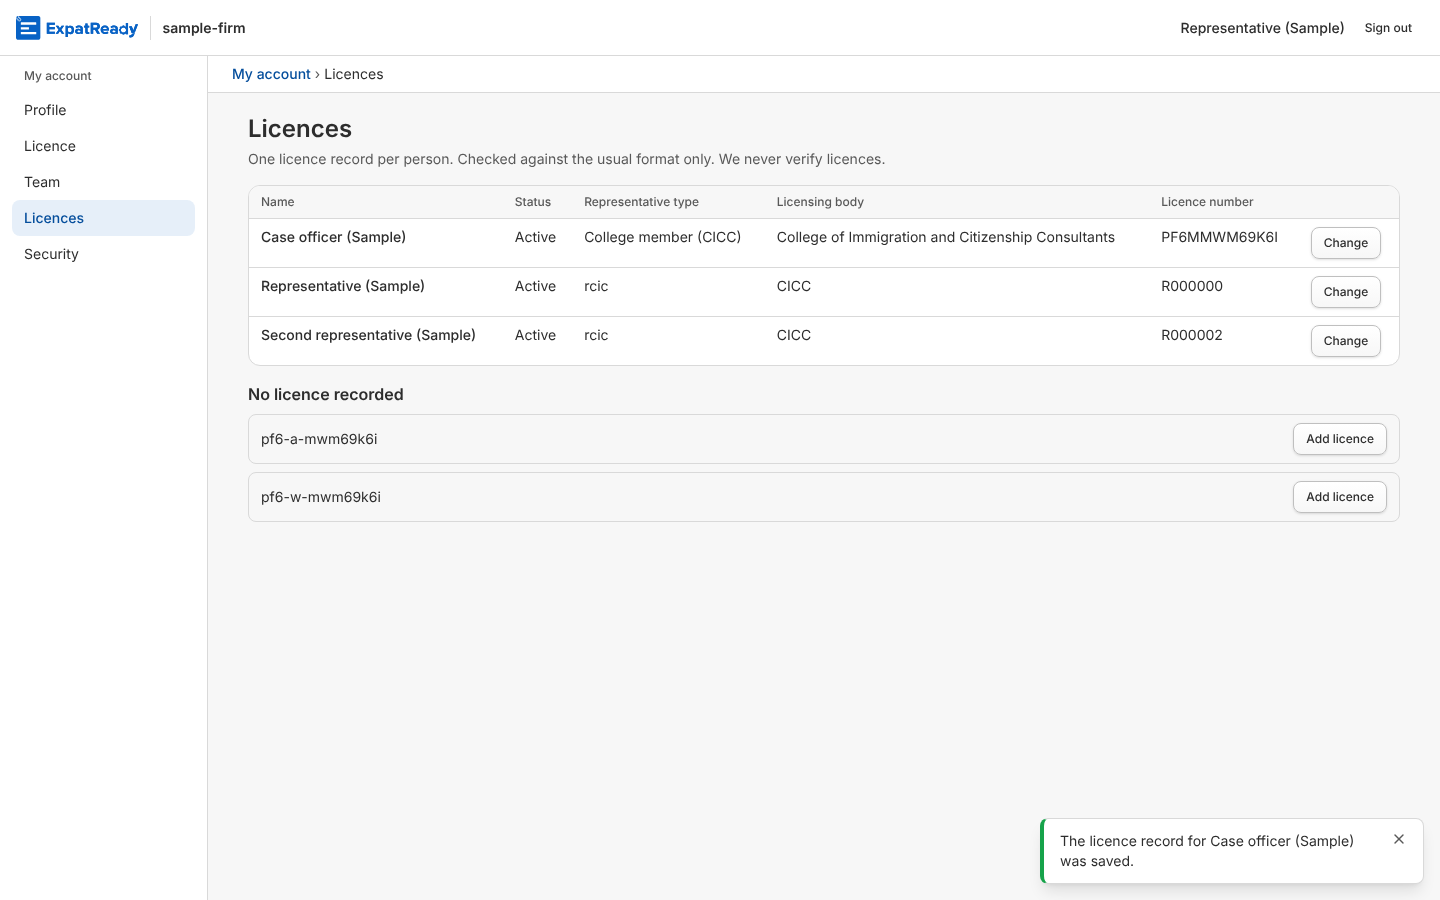 ExpatReady sample-firm Representative (Sample) Sign out
My account
Profile
Licence
Team
Licences
Security
My account › Licences
Licences
One licence record per person. Checked against the usual format only. We never verify licences.
Name Status Representative type Licensing body Licence number
Case officer (Sample) Active College member (CICC) College of Immigration and Citizenship Consultants PF6MMWM69K6I Change
Representative (Sample) Active rcic CICC R000000 Change
Second representative (Sample) Active rcic CICC R000002 Change
No licence recorded
pf6-a-mwm69k6i Add licence
pf6-w-mwm69k6i Add licence
The licence record for Case officer (Sample)
was saved.